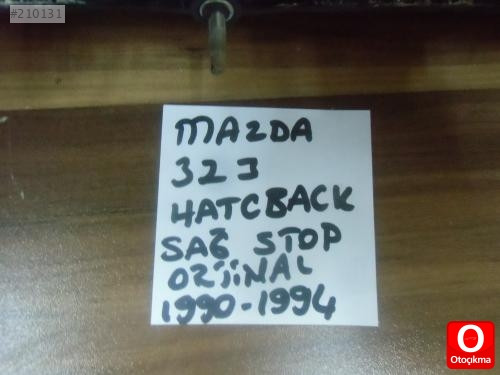 #210131
MAZDA
323
HATCBACK
SAĞ STOP
ORJİNAL
1990-1994
O
Otoçıkma